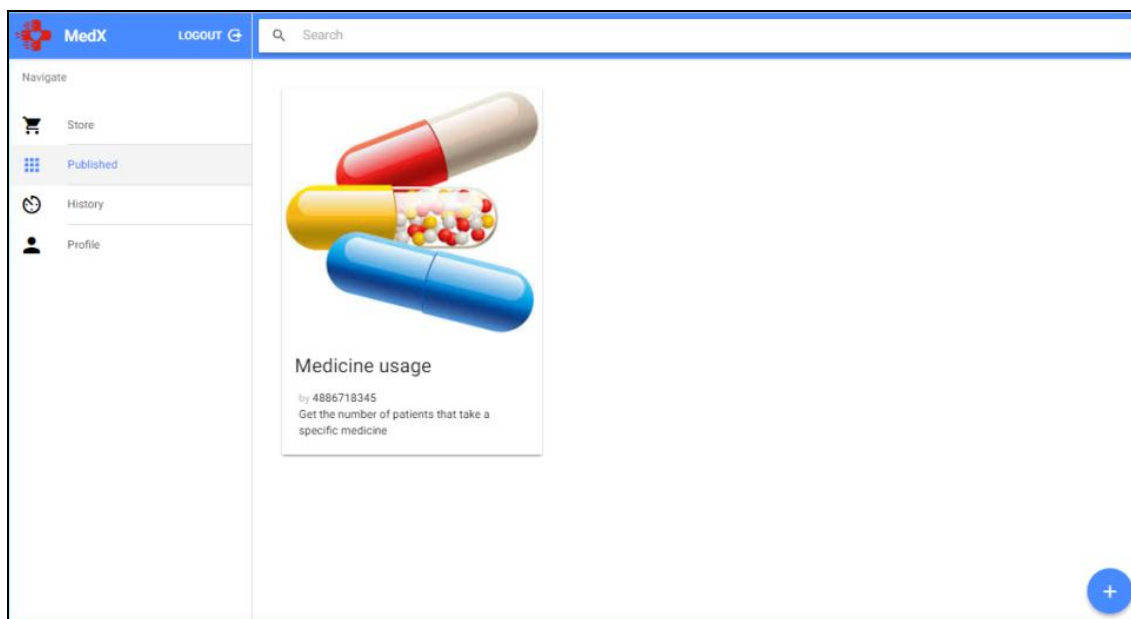 MedX LOGOUT
Search
Navigate
Store
Published
History
Profile
Medicine usage
by 4886718345
Get the number of patients that take a
specific medicine